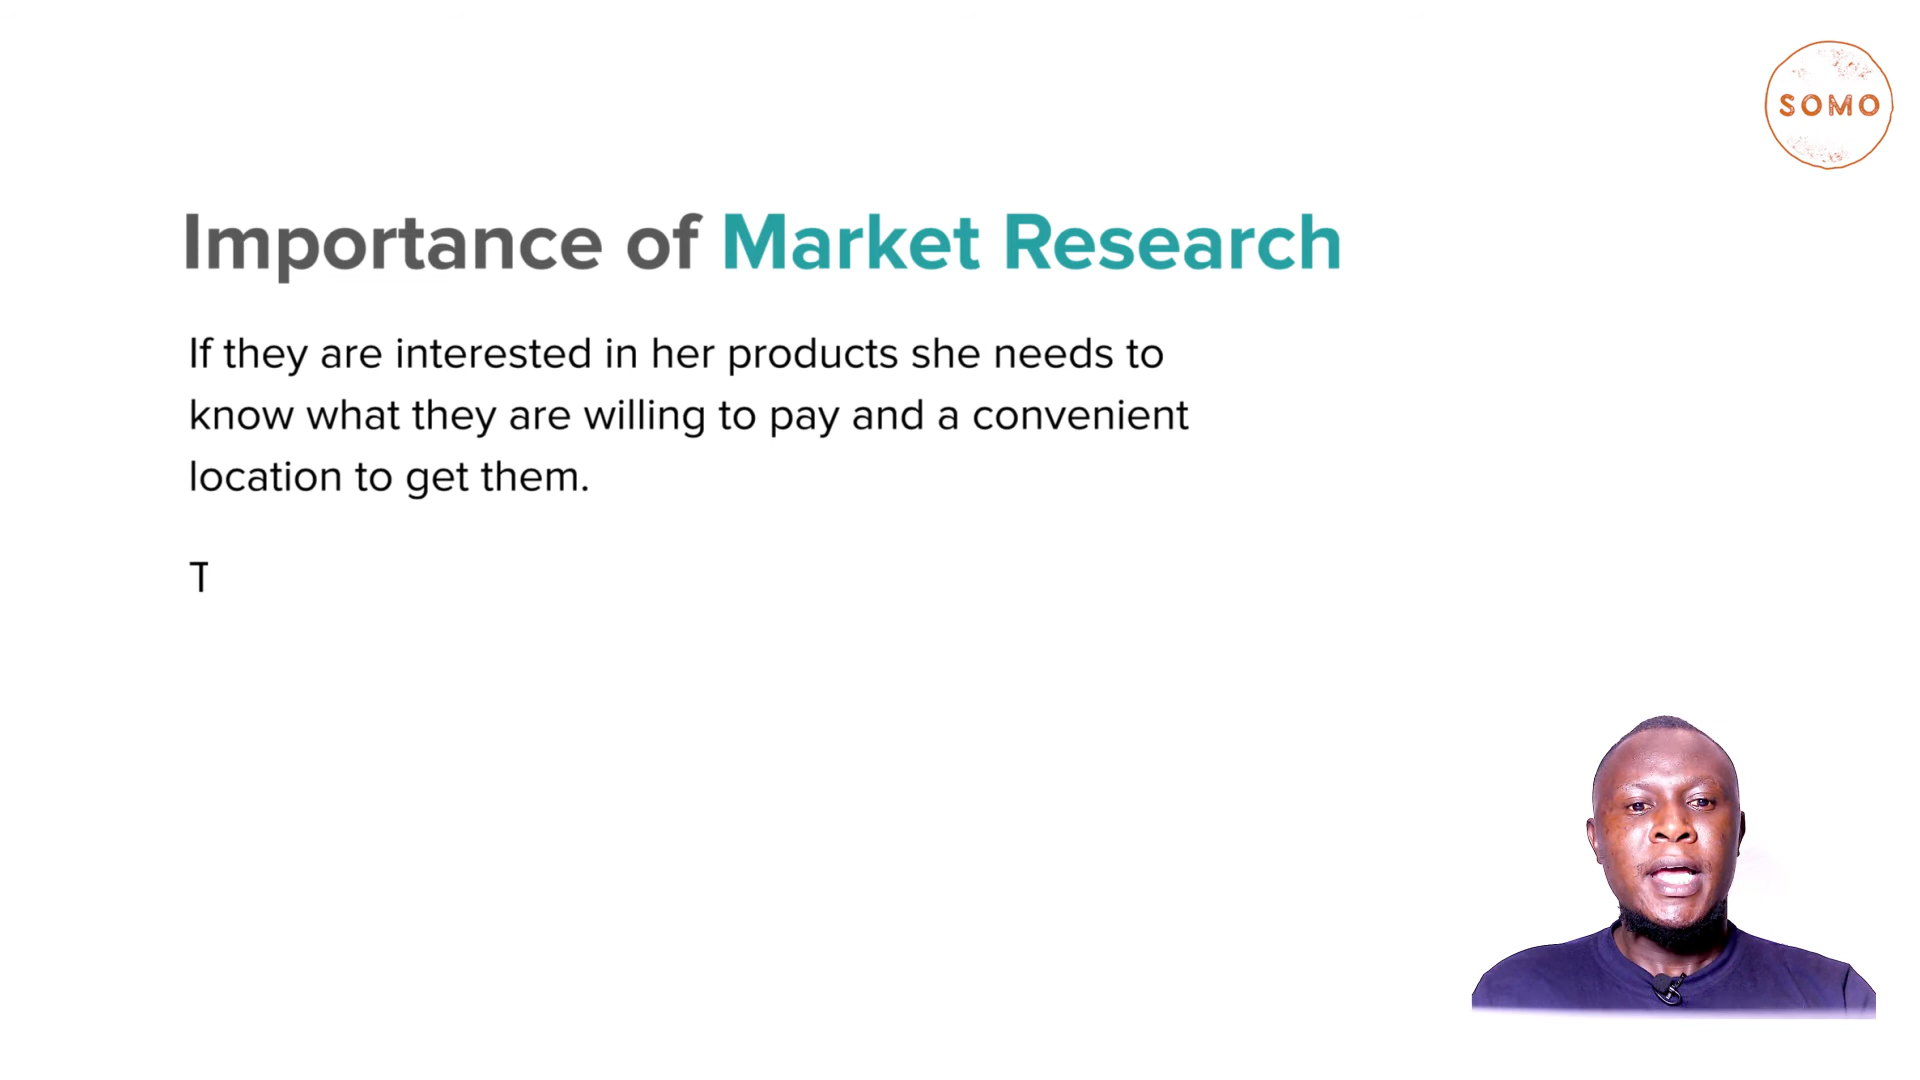 SOMO
Importance of Market Research
If they are interested in her products she needs to
know what they are willing to pay and a convenient
location to get them.
T